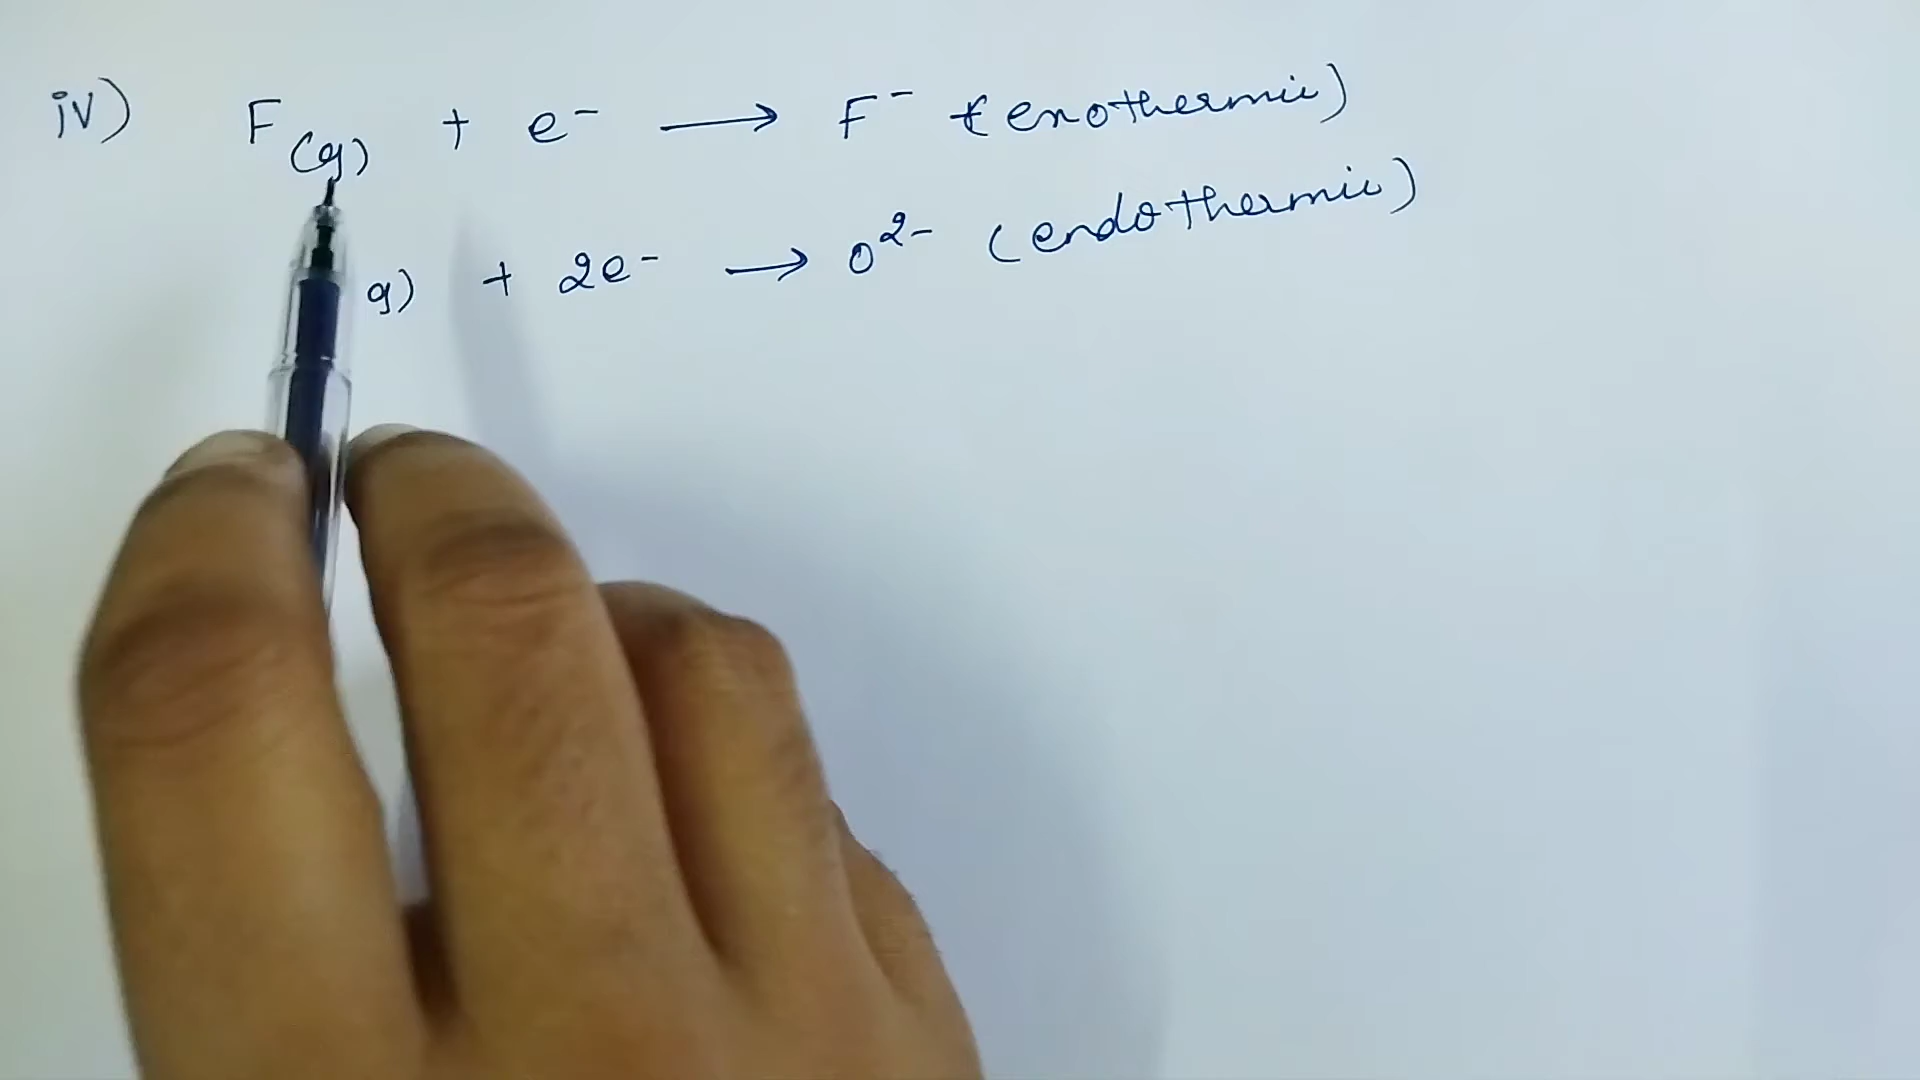 iv) F(g) + e⁻ ⟶ F⁻ (exothermic)
g) + 2e⁻ ⟶ O²⁻ (endothermic)